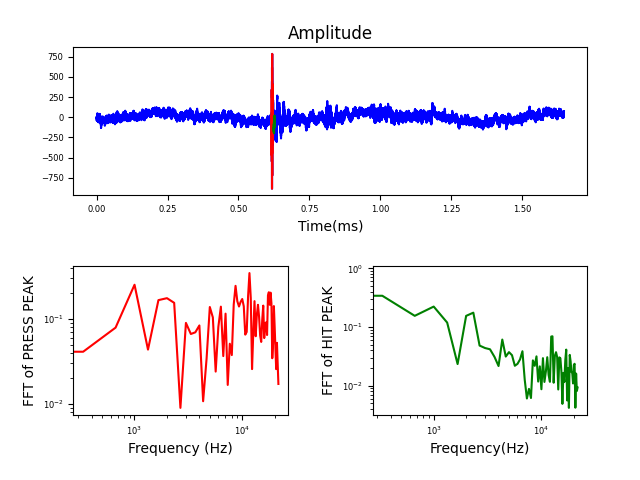 Amplitude
750
500
250
0
−250
−500
−750
0.00 0.25 0.50 0.75 1.00 1.25 1.50
Time(ms)
FFT of PRESS PEAK
10⁻¹
10⁻²
10³ 10⁴
Frequency (Hz)
FFT of HIT PEAK
10⁰
10⁻¹
10⁻²
10³ 10⁴
Frequency(Hz)